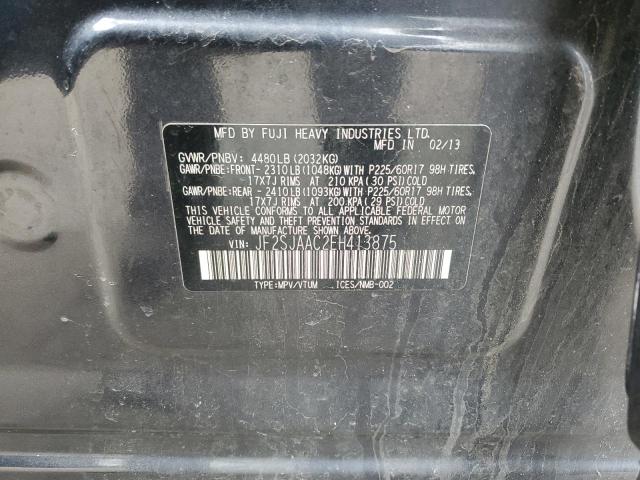 MFD BY FUJI HEAVY INDUSTRIES LTD.
MFD IN 02/13
GVWR/PNBV: 4480LB(2032KG)
GAWR/PNBE:FRONT-2310LB(1048KG)WITH P225/60R17 98H TIRES,
17X7J RIMS AT 210 KPA(30 PSI)COLD
GAWR/PNBE:REAR -2410LB(1093KG)WITH P225/60R17 98H TIRES,
17X7J RIMS AT 200 KPA(29 PSI)COLD
THIS VEHICLE CONFORMS TO ALL APPLICABLE FEDERAL MOTOR
VEHICLE SAFETY AND THEFT PREVENTION STANDARDS IN EFFECT ON
THE DATE OF MANUFACTURE SHOWN ABOVE.
VIN: JF2SJAAC2EH413875
TYPE:MPV/VTUM ICES/NMB-002